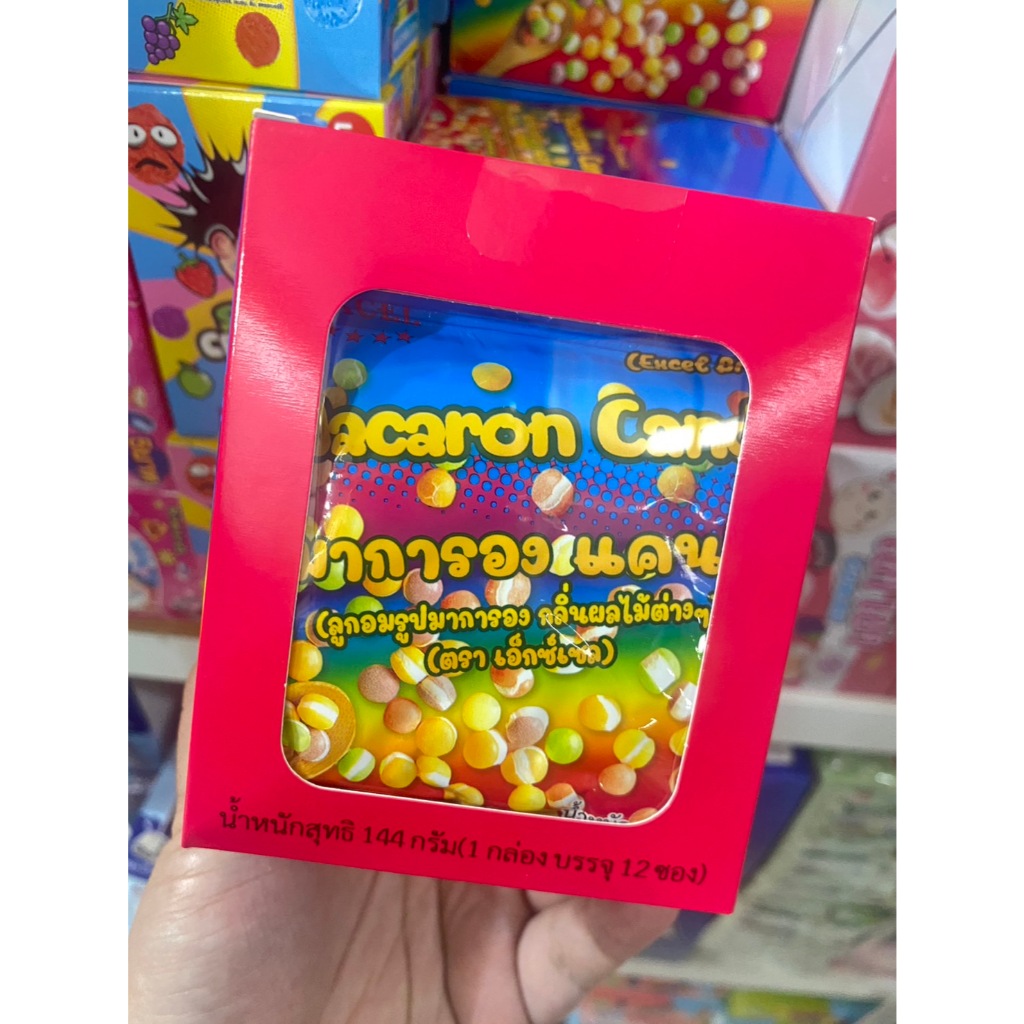 (Excel
acaron Can
าการอง แคน
(ลูกอมรูปมาการอง กลิ่นผลไม้ต่างๆ
(ตรา เอ็กซ์เซล)
น้ำหนักสุทธิ 144 กรัม(1 กล่อง บรรจุ 12 ซอง)